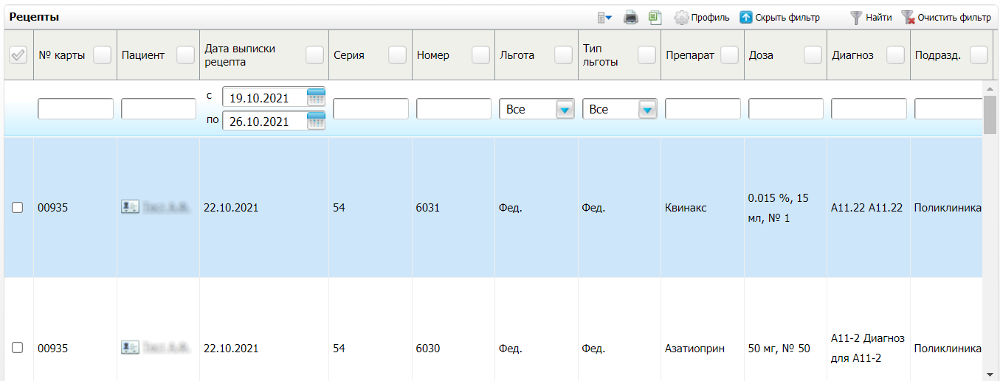 Рецепты
Профиль Скрыть фильтр Найти Очистить фильтр
№ карты Пациент Дата выписки рецепта Серия Номер Льгота Тип льготы Препарат Доза Диагноз Подразд.
с 19.10.2021
по 26.10.2021
Все Все
00935 22.10.2021 54 6031 Фед. Фед. Квинакс 0.015 %, 15 мл, № 1 A11.22 A11.22 Поликлиника
00935 22.10.2021 54 6030 Фед. Фед. Азатиоприн 50 мг, № 50 A11-2 Диагноз для A11-2 Поликлиника